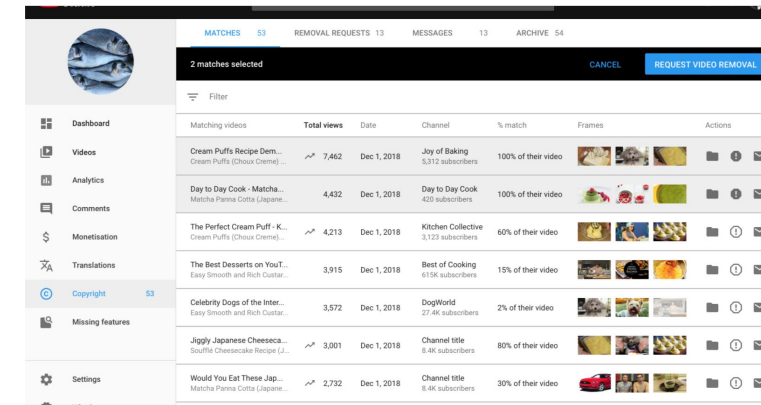 MATCHES 53 REMOVAL REQUESTS 13 MESSAGES 13 ARCHIVE 54
2 matches selected CANCEL REQUEST VIDEO REMOVAL
Filter
Dashboard
Videos
Analytics
Comments
Monetisation
Translations
Copyright 53
Missing features
Settings
Matching videos Total views Date Channel % match Frames Actions
Cream Puffs Recipe Dem... 7,462 Dec 1, 2018 Joy of Baking 100% of their video
Cream Puffs (Choux Creme) ... 5,312 subscribers
Day to Day Cook - Matcha... 4,432 Dec 1, 2018 Day to Day Cook 100% of their video
Matcha Panna Cotta (Japane... 420 subscribers
The Perfect Cream Puff - K... 4,213 Dec 1, 2018 Kitchen Collective 60% of their video
Cream Puffs (Choux Creme)... 3,123 subscribers
The Best Desserts on YouT... 3,915 Dec 1, 2018 Best of Cooking 15% of their video
Easy Smooth and Rich Custar... 615K subscribers
Celebrity Dogs of the Inter... 3,572 Dec 1, 2018 DogWorld 2% of their video
Easy Smooth and Rich Custar... 27.4K subscribers
Jiggly Japanese Cheeseca... 3,001 Dec 1, 2018 Channel title 80% of their video
Soufflé Cheesecake Recipe (J... 8.4K subscribers
Would You Eat These Jap... 2,732 Dec 1, 2018 Channel title 30% of their video
Matcha Panna Cotta (Japane... 8.4K subscribers